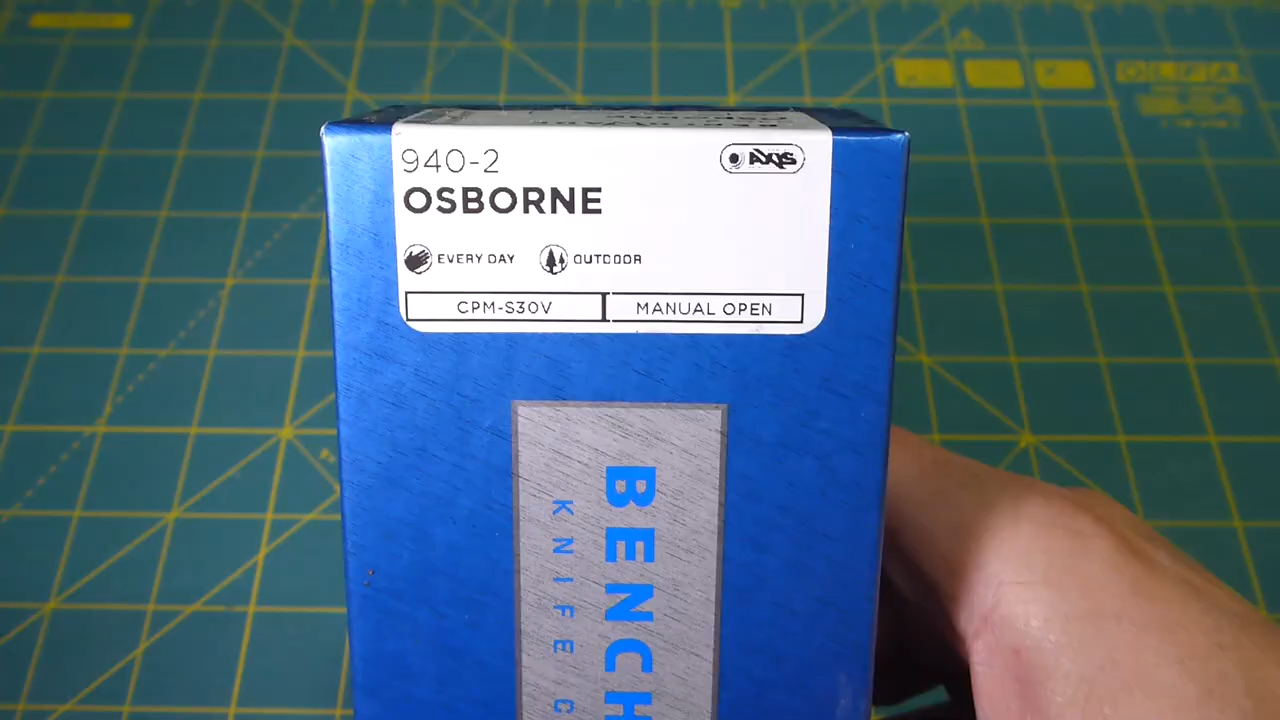 940-2
AXIS
OSBORNE
EVERY DAY
OUTDOOR
CPM-S30V
MANUAL OPEN
BENCH
KNIFE C
OLFA